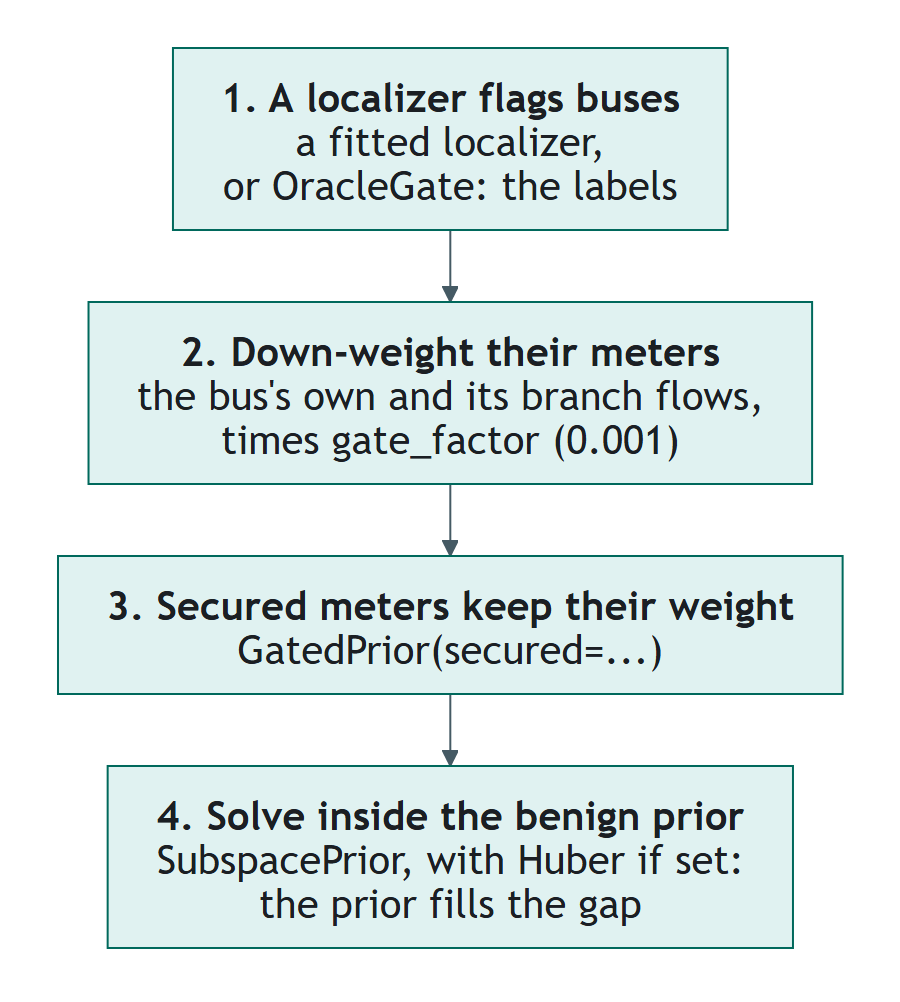 1. A localizer flags buses
a fitted localizer,
or OracleGate: the labels
2. Down-weight their meters
the bus's own and its branch flows,
times gate_factor (0.001)
3. Secured meters keep their weight
GatedPrior(secured=...)
4. Solve inside the benign prior
SubspacePrior, with Huber if set:
the prior fills the gap